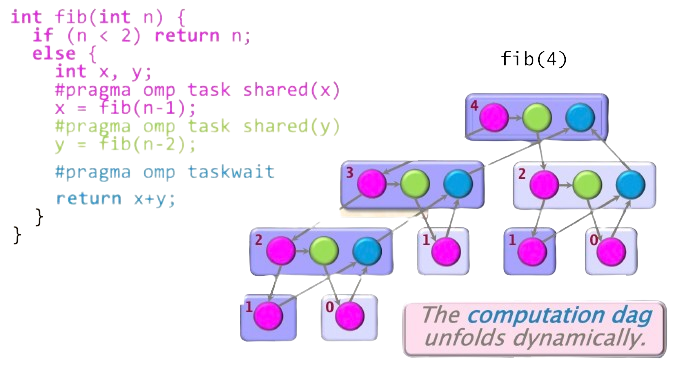 int fib(int n) {
if (n < 2) return n;
else {
int x, y;
#pragma omp task shared(x)
x = fib(n-1);
#pragma omp task shared(y)
y = fib(n-2);
#pragma omp taskwait
return x+y;
}
}
fib(4)
4
3
2
2
1
1
0
1
0
The computation dag
unfolds dynamically.